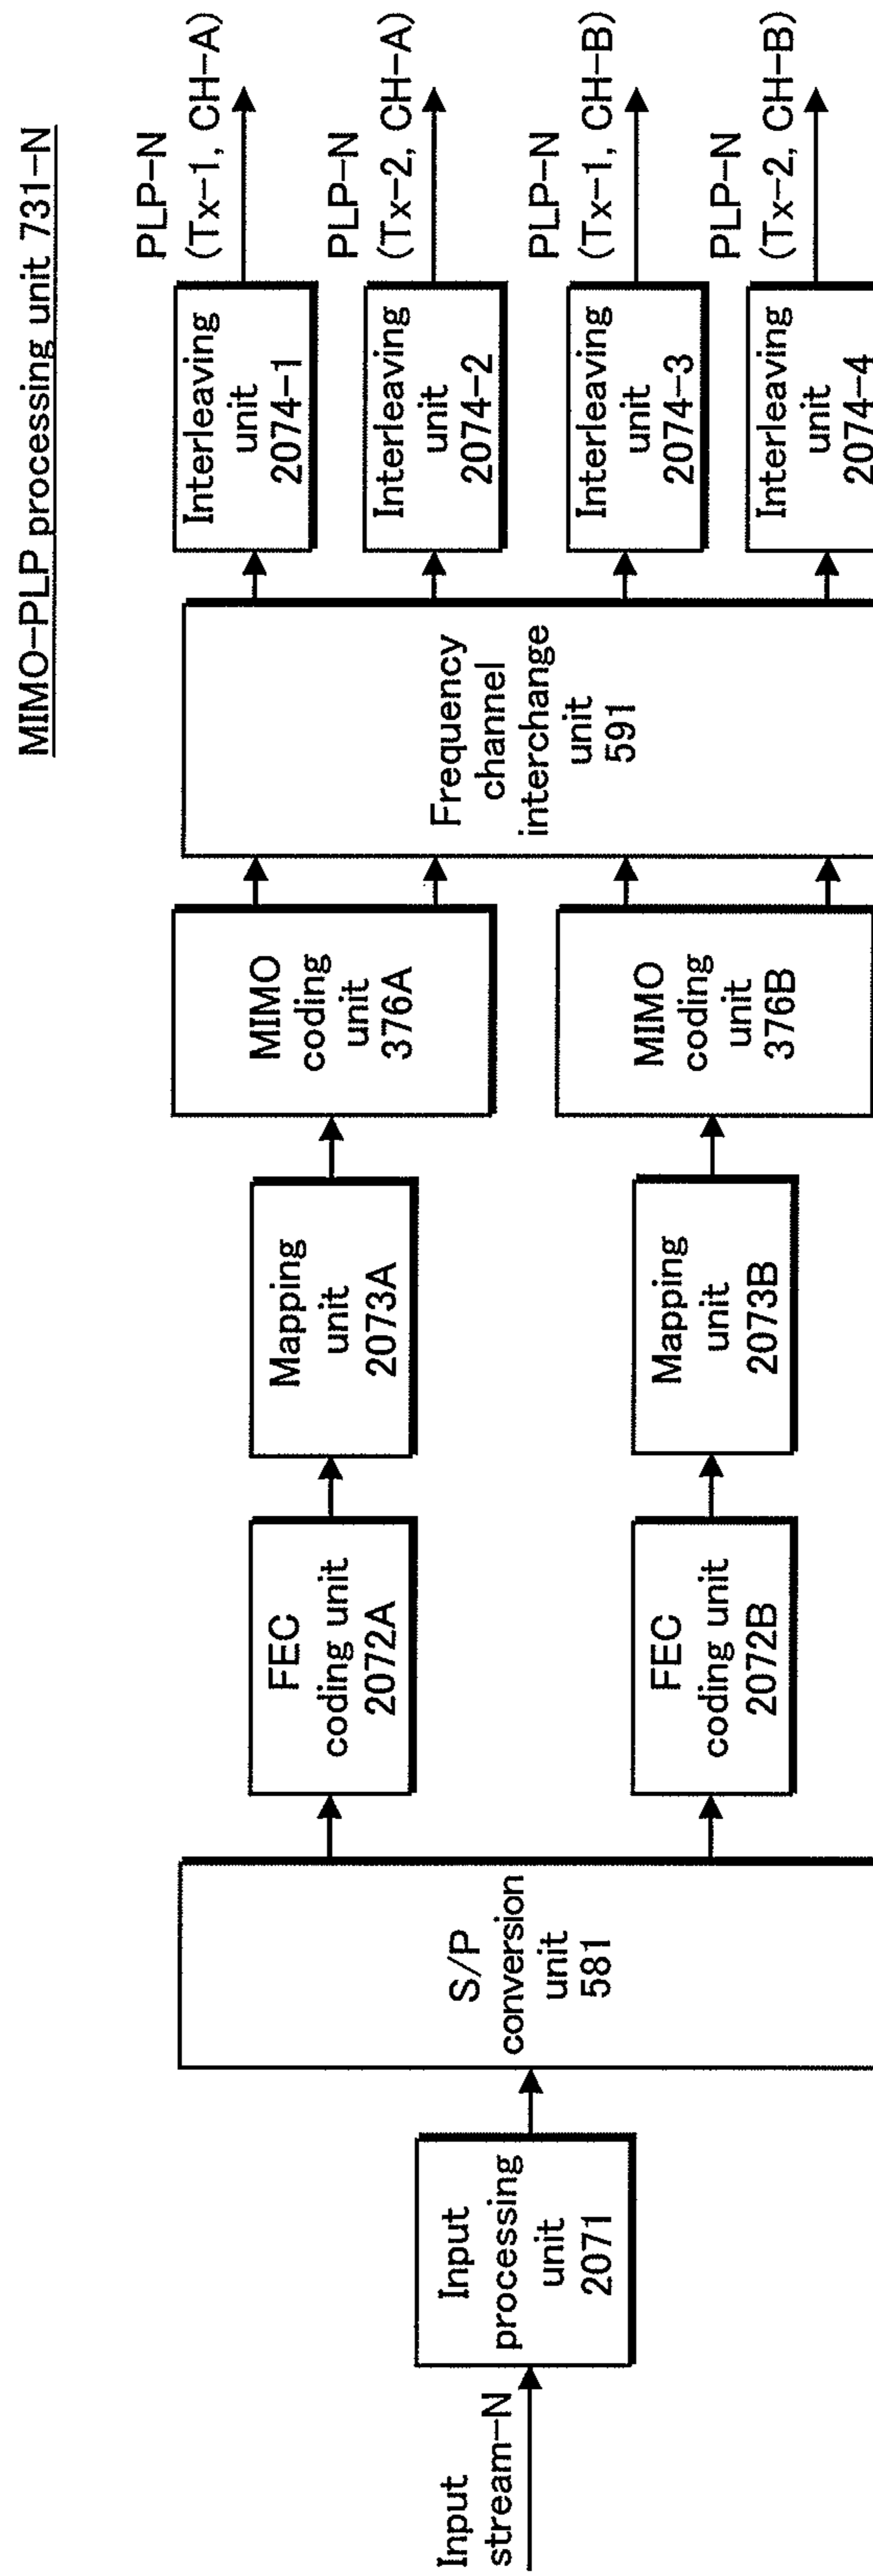 MIMO-PLP processing unit 731-N
Input
stream-N
Input
processing
unit
2071
S/P
conversion
unit
581
FEC
coding unit
2072A
Mapping
unit
2073A
MIMO
coding
unit
376A
FEC
coding unit
2072B
Mapping
unit
2073B
MIMO
coding
unit
376B
Frequency
channel
interchange
unit
591
Interleaving
unit
2074-1
PLP-N
(Tx-1, CH-A)
Interleaving
unit
2074-2
PLP-N
(Tx-2, CH-A)
Interleaving
unit
2074-3
PLP-N
(Tx-1, CH-B)
Interleaving
unit
2074-4
PLP-N
(Tx-2, CH-B)